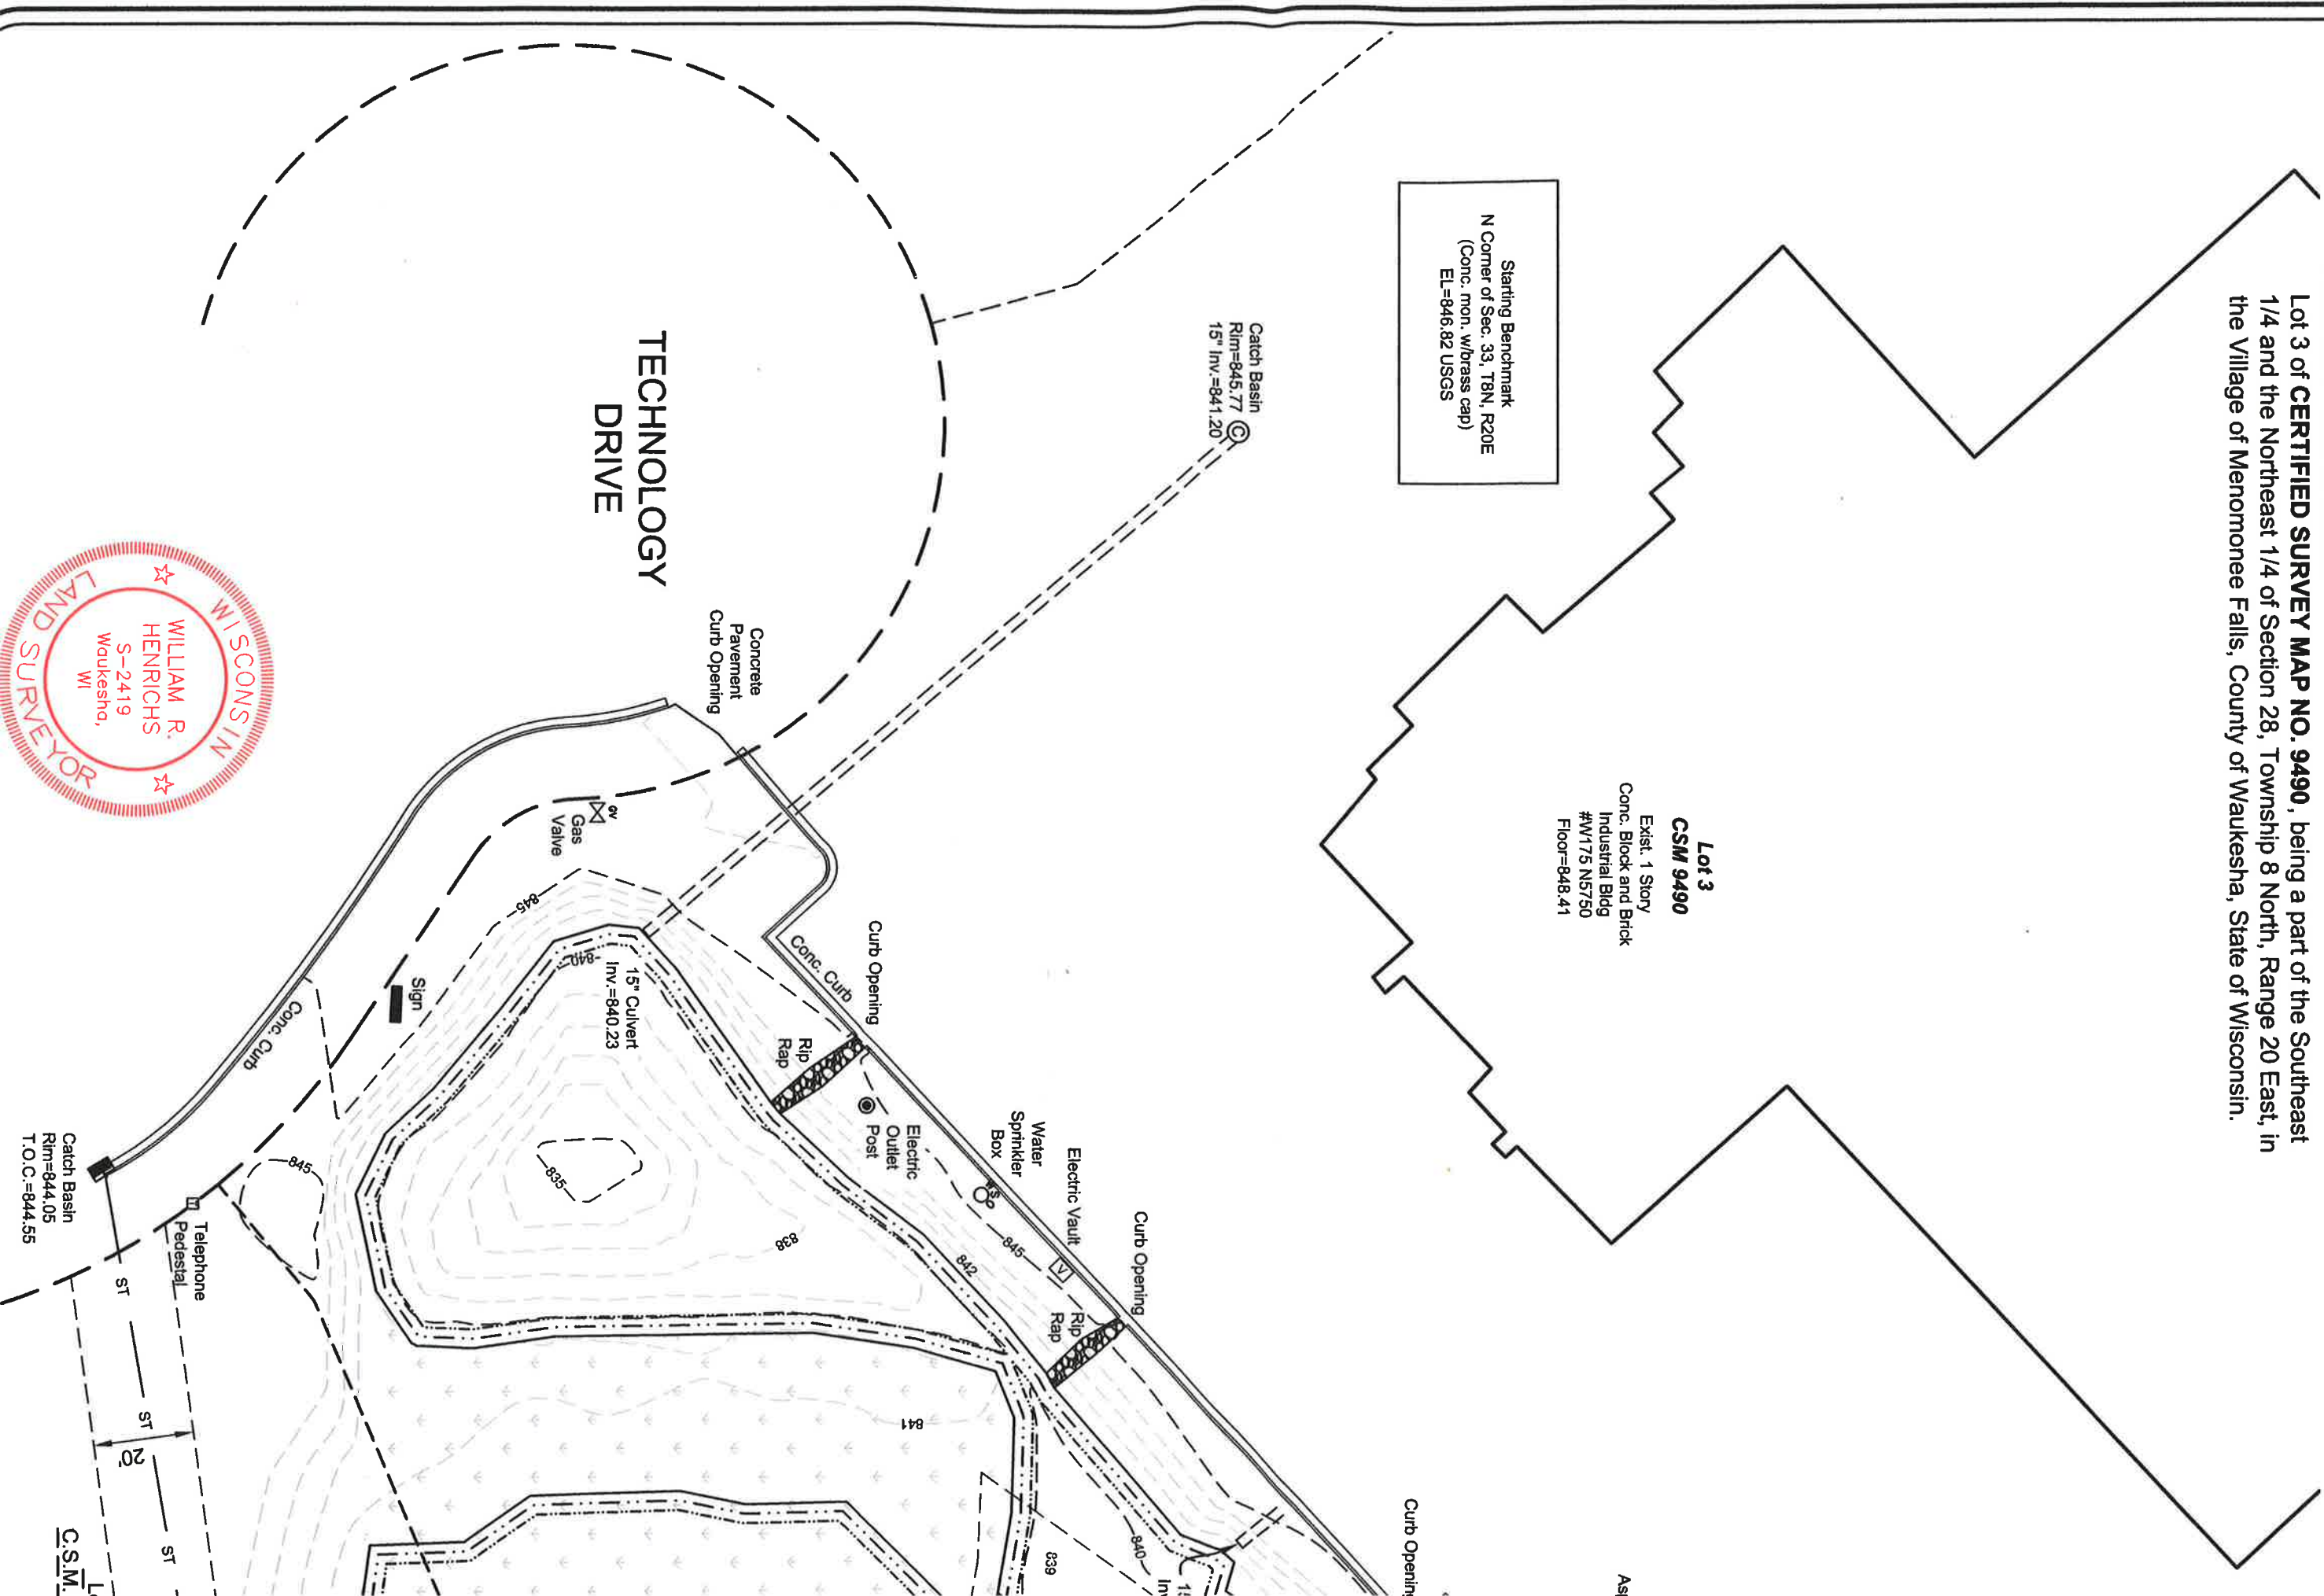 Lot 3 of CERTIFIED SURVEY MAP NO. 9490, being a part of the Southeast
1/4 and the Northeast 1/4 of Section 28, Township 8 North, Range 20 East, in
the Village of Menomonee Falls, County of Waukesha, State of Wisconsin.
Lot 3
CSM 9490
Exist. 1 Story
Conc. Block and Brick
Industrial Bldg
#W175 N5750
Floor=848.41
Starting Benchmark
N Corner of Sec. 33, T8N, R20E
(Conc. mon. w/brass cap)
EL=846.82 USGS
Catch Basin
Rim=845.77
15" Inv.=841.20
C
TECHNOLOGY
DRIVE
Concrete
Pavement
Curb Opening
GV
Gas
Valve
845
Conc. Curb
Curb Opening
840
15" Culvert
Inv.=840.23
Rip
Rap
Sign
Conc. Curb
Electric
Outlet
Post
Water
Sprinkler
Box
WSO
Electric Vault
V
Curb Opening
845
842
838
835
Rip
Rap
845
841
840
839
Curb Opening
T
Telephone
Pedestal
Catch Basin
Rim=844.05
T.O.C.=844.55
ST
ST
ST
20'
C.S.M.
WISCONSIN
WILLIAM R.
HENRICHS
S-2419
Waukesha,
WI
LAND SURVEYOR